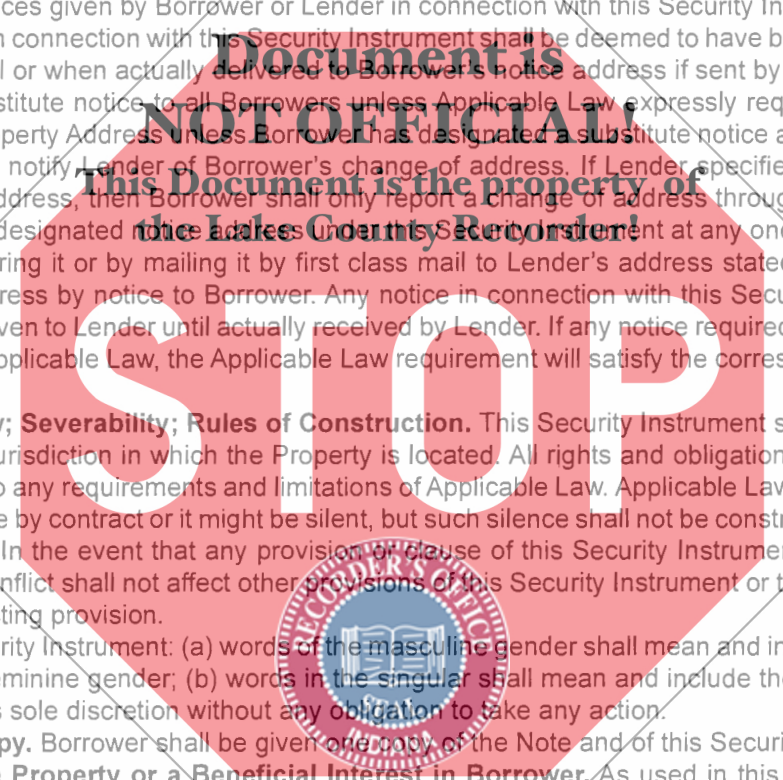 ces given by Borrower or Lender in connection with this Security In
n connection with this Security Instrument shall be deemed to have b
Document is
l or when actually delivered to Borrower's notice address if sent by
stitute notice to all Borrowers unless Applicable Law expressly req
NOT OFFICIAL!
perty Address unless Borrower has designated a substitute notice a
notify Lender of Borrower's change of address. If Lender specifie
This Document is the property of
ddress, then Borrower shall only report a change of address throug
the Lake County Recorder!
designated notice address under this Security Instrument at any one
ring it or by mailing it by first class mail to Lender's address state
ress by notice to Borrower. Any notice in connection with this Secu
ven to Lender until actually received by Lender. If any notice required
pplicable Law, the Applicable Law requirement will satisfy the corres
STOP
y; Severability; Rules of Construction. This Security Instrument s
urisdiction in which the Property is located. All rights and obligation
o any requirements and limitations of Applicable Law. Applicable Law
e by contract or it might be silent, but such silence shall not be constr
In the event that any provision or clause of this Security Instrume
nflict shall not affect other provisions of this Security Instrument or t
ting provision.
RECORDER'S OFFICE
rity Instrument: (a) words of the masculine gender shall mean and in
eminine gender; (b) words in the singular shall mean and include the
s sole discretion without any obligation to take any action.
SEAL
INDIANA
py. Borrower shall be given one copy of the Note and of this Securi
Property or a Beneficial Interest in Borrower. As used in this